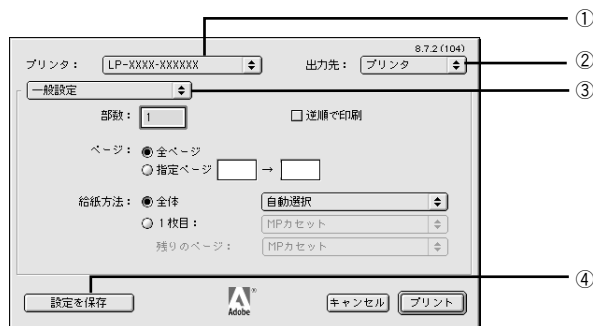 ①
8.7.2 (104)
プリンタ： LP-XXXX-XXXXXX 出力先： プリンタ ②
一般設定 ③
部数： 1 逆順で印刷
ページ： 全ページ
指定ページ →
給紙方法： 全体 自動選択
1枚目： MPカセット
残りのページ： MPカセット
④
設定を保存 Adobe ® キャンセル プリント